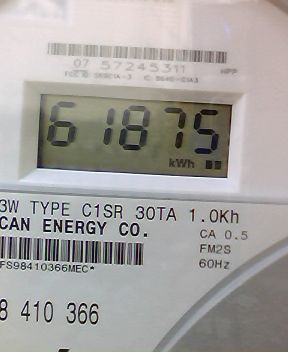 07 57245311
61875
kWh
3W TYPE C1SR 30TA 1.0Kh
CAN ENERGY CO.
CA 0.5
FM2S
FS98410366MEC*
60Hz
8 410 366